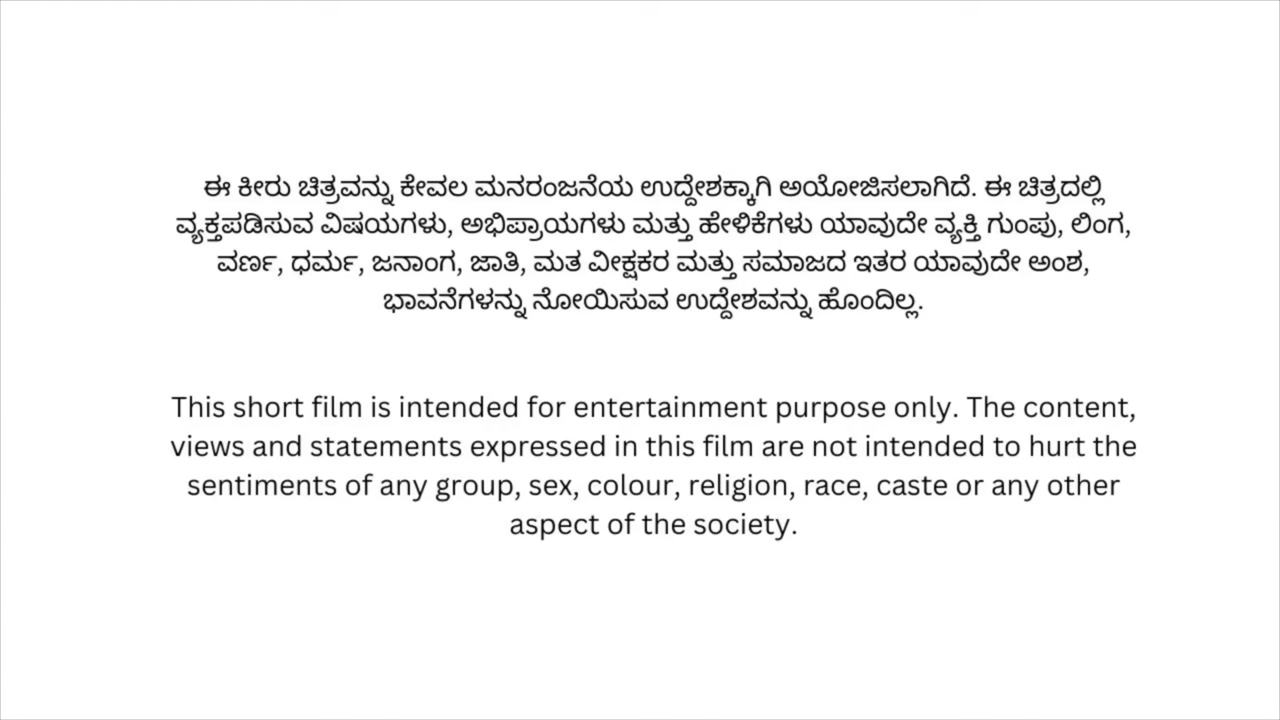 ಈ ಕೀರು ಚಿತ್ರವನ್ನು ಕೇವಲ ಮನರಂಜನೆಯ ಉದ್ದೇಶಕ್ಕಾಗಿ ಅಯೋಜಿಸಲಾಗಿದೆ. ಈ ಚಿತ್ರದಲ್ಲಿ
ವ್ಯಕ್ತಪಡಿಸುವ ವಿಷಯಗಳು, ಅಭಿಪ್ರಾಯಗಳು ಮತ್ತು ಹೇಳಿಕೆಗಳು ಯಾವುದೇ ವ್ಯಕ್ತಿ ಗುಂಪು, ಲಿಂಗ,
ವರ್ಣ, ಧರ್ಮ, ಜನಾಂಗ, ಜಾತಿ, ಮತ ವೀಕ್ಷಕರ ಮತ್ತು ಸಮಾಜದ ಇತರ ಯಾವುದೇ ಅಂಶ,
ಭಾವನೆಗಳನ್ನು ನೋಯಿಸುವ ಉದ್ದೇಶವನ್ನು ಹೊಂದಿಲ್ಲ.
This short film is intended for entertainment purpose only. The content,
views and statements expressed in this film are not intended to hurt the
sentiments of any group, sex, colour, religion, race, caste or any other
aspect of the society.